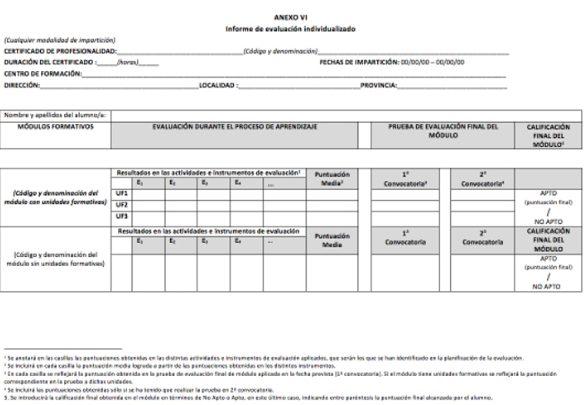 ANEXO VI
Informe de evaluación individualizado
(Cualquier modalidad de impartición)
CERTIFICADO DE PROFESIONALIDAD:____(Código y denominación)____
DURACIÓN DEL CERTIFICADO :____(horas)____ FECHAS DE IMPARTICIÓN: 00/00/00 – 00/00/00
CENTRO DE FORMACIÓN:____
DIRECCIÓN:____LOCALIDAD :____PROVINCIA:____
Nombre y apellidos del alumno/a:
MÓDULOS FORMATIVOS EVALUACIÓN DURANTE EL PROCESO DE APRENDIZAJE PRUEBA DE EVALUACIÓN FINAL DEL MÓDULO CALIFICACIÓN FINAL DEL MÓDULO⁵
Resultados en las actividades e instrumentos de evaluación¹ Puntuación Media² 1ª Convocatoria³ 2ª Convocatoria⁴
E₁ E₂ E₃ E₄ ...
(Código y denominación del módulo con unidades formativas)
UF1
UF2
UF3
APTO
(puntuación final)
/
NO APTO
Resultados en las actividades e instrumentos de evaluación Puntuación Media 1ª Convocatoria 2ª Convocatoria CALIFICACIÓN FINAL DEL MÓDULO
E₁ E₂ E₃ E₄ ...
(Código y denominación del módulo sin unidades formativas)
APTO
(puntuación final)
/
NO APTO
¹ Se anotará en las casillas las puntuaciones obtenidas en las distintas actividades e instrumentos de evaluación aplicados, que serán los que se han identificado en la planificación de la evaluación.
² Se incluirá en cada casilla la puntuación media lograda a partir de las puntuaciones obtenidas en los distintos instrumentos.
³ En cada casilla se reflejará la puntuación obtenida en la prueba de evaluación final de módulo aplicada en la fecha prevista (1ª convocatoria). Si el módulo tiene unidades formativas se reflejará la puntuación
correspondiente en la prueba a dichas unidades.
⁴ Se incluirá las puntuaciones obtenidas sólo si se ha tenido que realizar la prueba en 2ª convocatoria.
5. Se introducirá la calificación final obtenida en el módulo en términos de No Apto o Apto, en este último caso, indicando entre paréntesis la puntuación final alcanzada por el alumno.